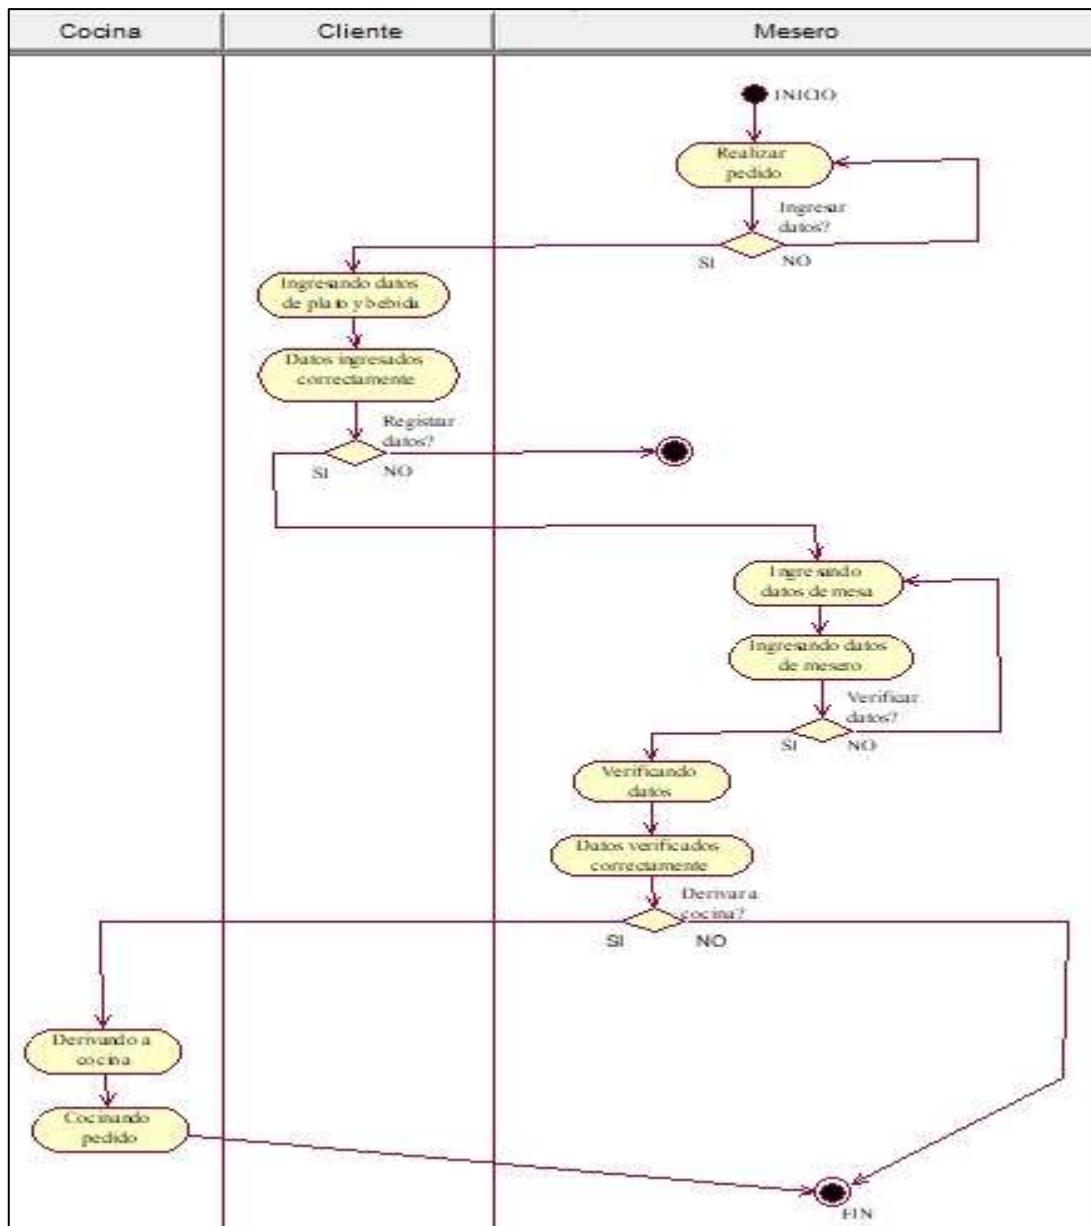 Cocina
Cliente
Mesero
INICIO
Realizar
pedido
Ingresar
datos?
SI
NO
Ingresando datos
de plato y bebida
Datos ingresados
correctamente
Registrar
datos?
SI
NO
Ingresando
datos de mesa
Ingresando datos
de mesero
Verificar
datos?
SI
NO
Verificando
datos
Datos verificados
correctamente
Derivar a
cocina?
SI
NO
Derivando a
cocina
Cocinando
pedido
FIN